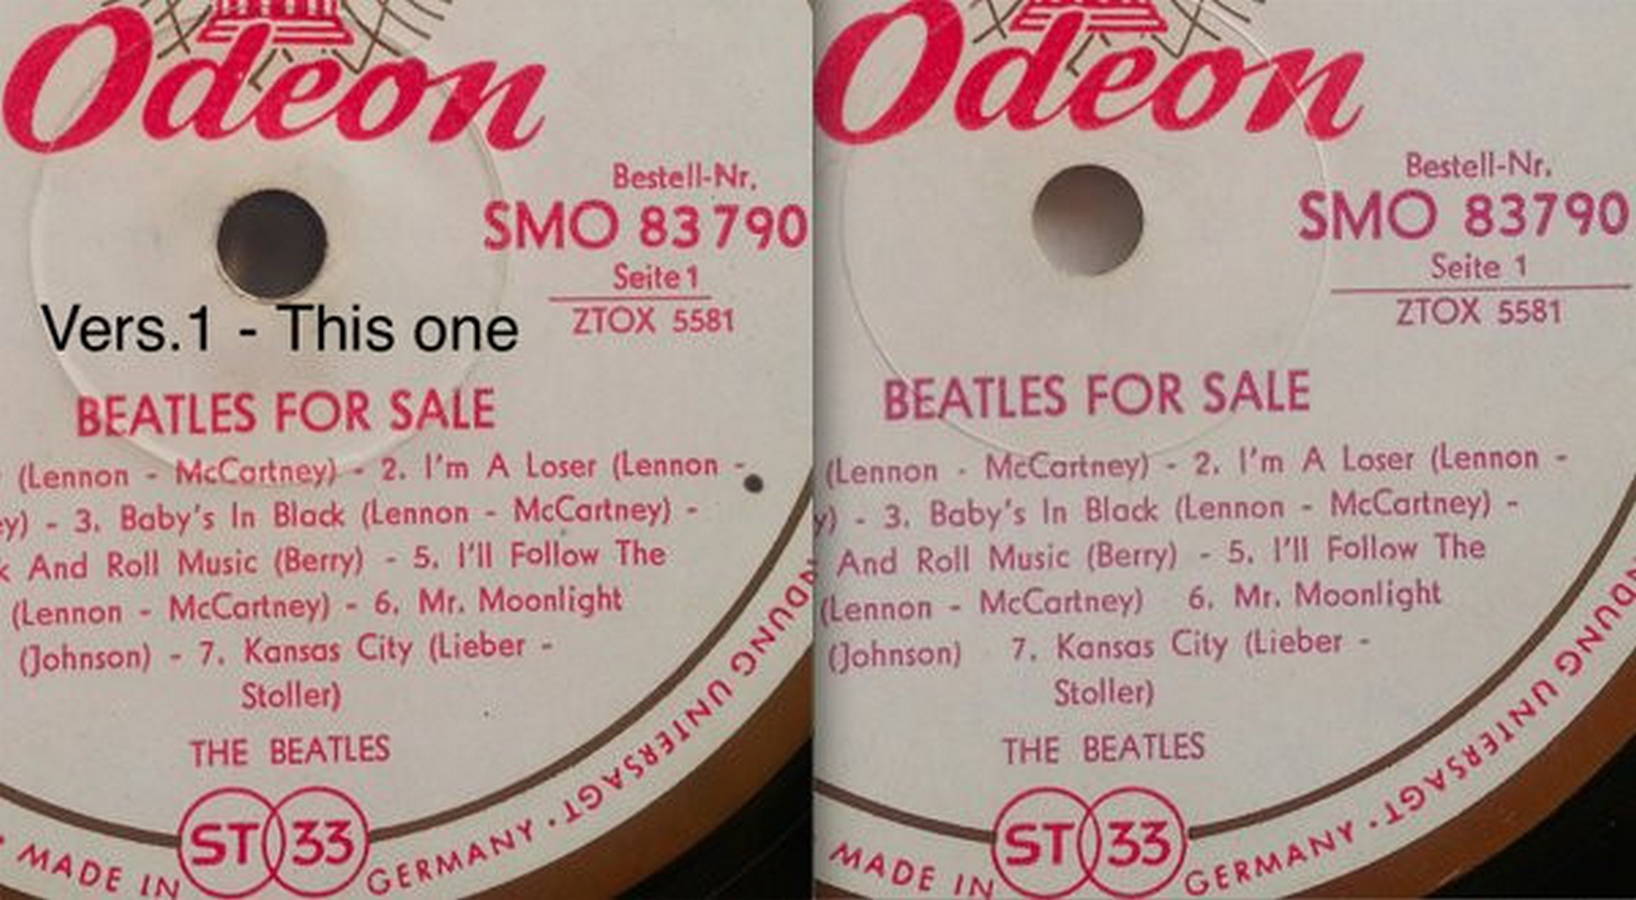 Odeon
Bestell-Nr.
SMO 83 790
Seite 1
ZTOX 5581
Vers.1 - This one
BEATLES FOR SALE
(Lennon - McCartney) - 2. I'm A Loser (Lennon -
ey) - 3. Baby's In Black (Lennon - McCartney) -
k And Roll Music (Berry) - 5. I'll Follow The
(Lennon - McCartney) - 6. Mr. Moonlight
(Johnson) - 7. Kansas City (Lieber -
Stoller)
THE BEATLES
ST 33
MADE IN GERMANY · UNTERSAGT
Odeon
Bestell-Nr.
SMO 83790
Seite 1
ZTOX 5581
BEATLES FOR SALE
(Lennon - McCartney) - 2. I'm A Loser (Lennon -
y) - 3. Baby's In Black (Lennon - McCartney) -
And Roll Music (Berry) - 5. I'll Follow The
(Lennon - McCartney) 6. Mr. Moonlight
(Johnson) 7. Kansas City (Lieber -
Stoller)
THE BEATLES
ST 33
MADE IN GERMANY · UNTERSAGT